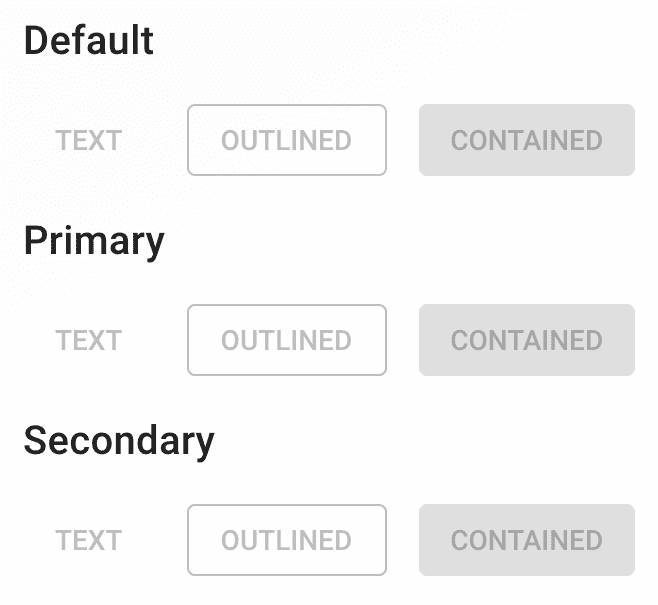 Default
TEXT OUTLINED CONTAINED
Primary
TEXT OUTLINED CONTAINED
Secondary
TEXT OUTLINED CONTAINED